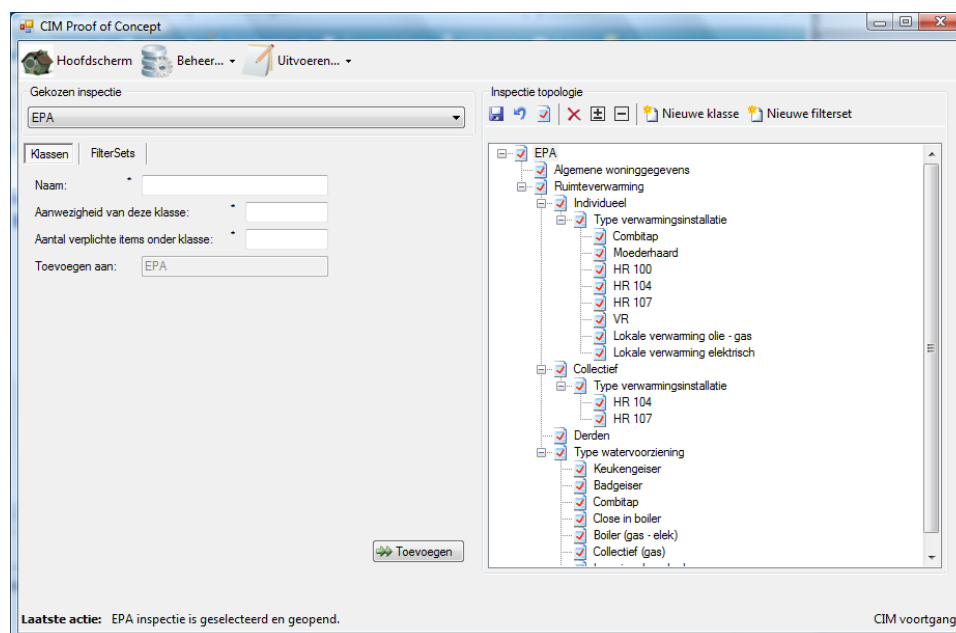 CIM Proof of Concept
Hoofdscherm Beheer... Uitvoeren...
Gekozen inspectie
EPA
Klassen FilterSets
Naam: *
Aanwezigheid van deze klasse: *
Aantal verplichte items onder klasse: *
Toevoegen aan: EPA
Toevoegen
Inspectie topologie
Nieuwe klasse Nieuwe filterset
EPA
Algemene woninggegevens
Ruimteverwarming
Individueel
Type verwarmingsinstallatie
Combitap
Moederhaard
HR 100
HR 104
HR 107
VR
Lokale verwarming olie - gas
Lokale verwarming elektrisch
Collectief
Type verwarmingsinstallatie
HR 104
HR 107
Derden
Type watervoorziening
Keukengeiser
Badgeiser
Combitap
Close in boiler
Boiler (gas - elek)
Collectief (gas)
Laatste actie: EPA inspectie is geselecteerd en geopend.
CIM voortgang